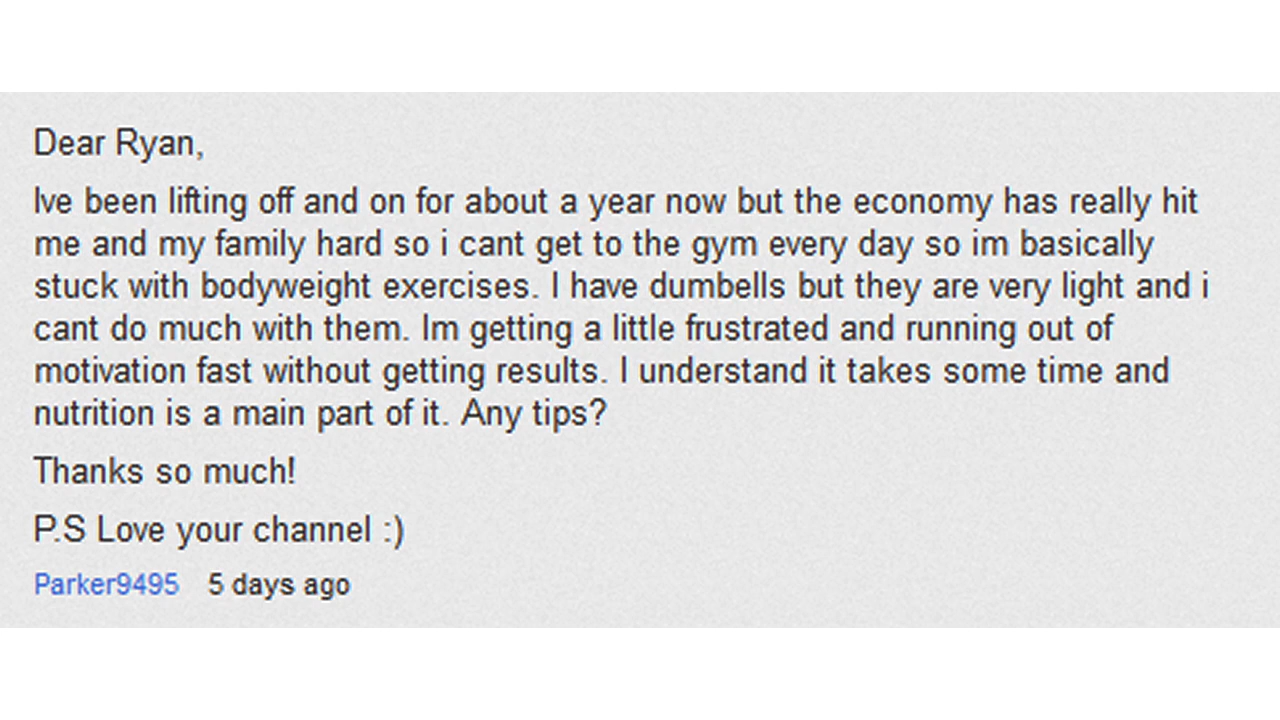 Dear Ryan,
Ive been lifting off and on for about a year now but the economy has really hit
me and my family hard so i cant get to the gym every day so im basically
stuck with bodyweight exercises. I have dumbells but they are very light and i
cant do much with them. Im getting a little frustrated and running out of
motivation fast without getting results. I understand it takes some time and
nutrition is a main part of it. Any tips?
Thanks so much!
P.S Love your channel :)
Parker9495 5 days ago